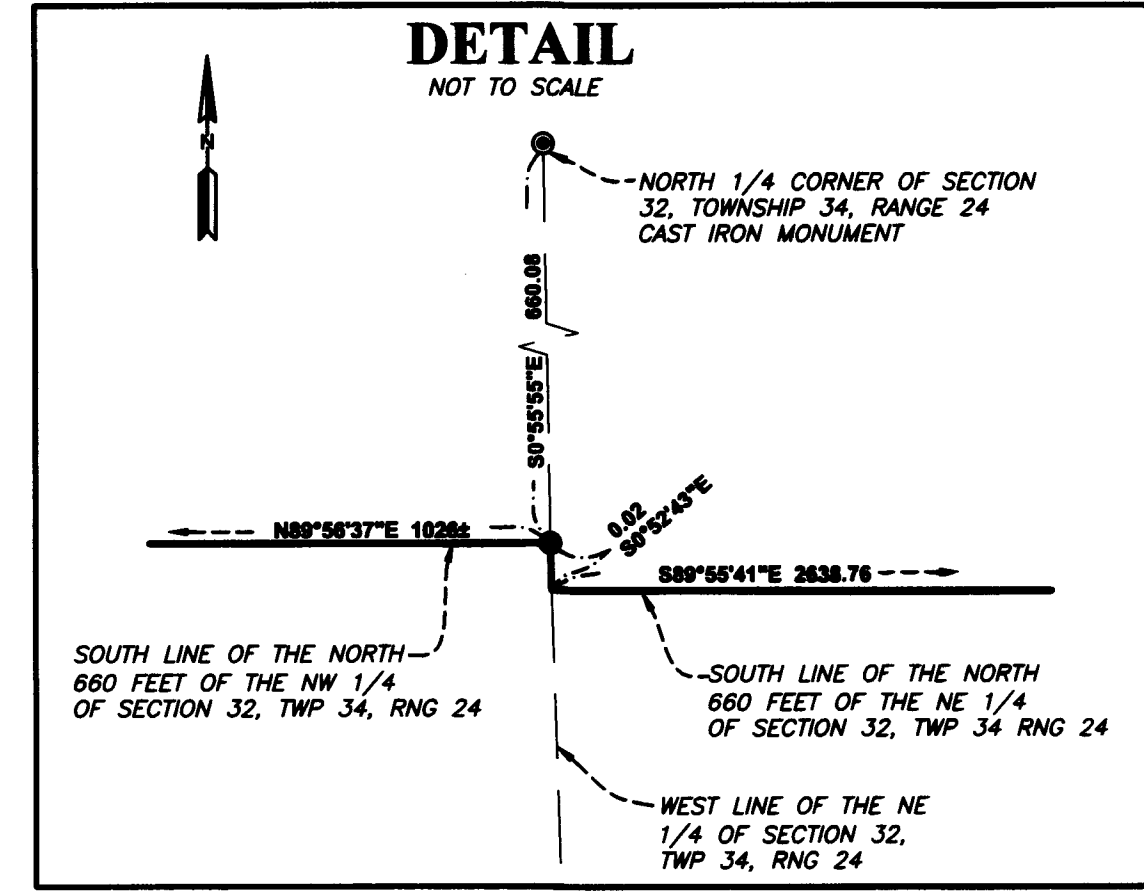 DETAIL
NOT TO SCALE
N
NORTH 1/4 CORNER OF SECTION
32, TOWNSHIP 34, RANGE 24
CAST IRON MONUMENT
660.08
S0°55'55"E
0.02
S0°52'43"E
N89°56'37"E 1026±
S89°55'41"E 2638.76
SOUTH LINE OF THE NORTH
660 FEET OF THE NW 1/4
OF SECTION 32, TWP 34, RNG 24
SOUTH LINE OF THE NORTH
660 FEET OF THE NE 1/4
OF SECTION 32, TWP 34 RNG 24
WEST LINE OF THE NE
1/4 OF SECTION 32,
TWP 34, RNG 24